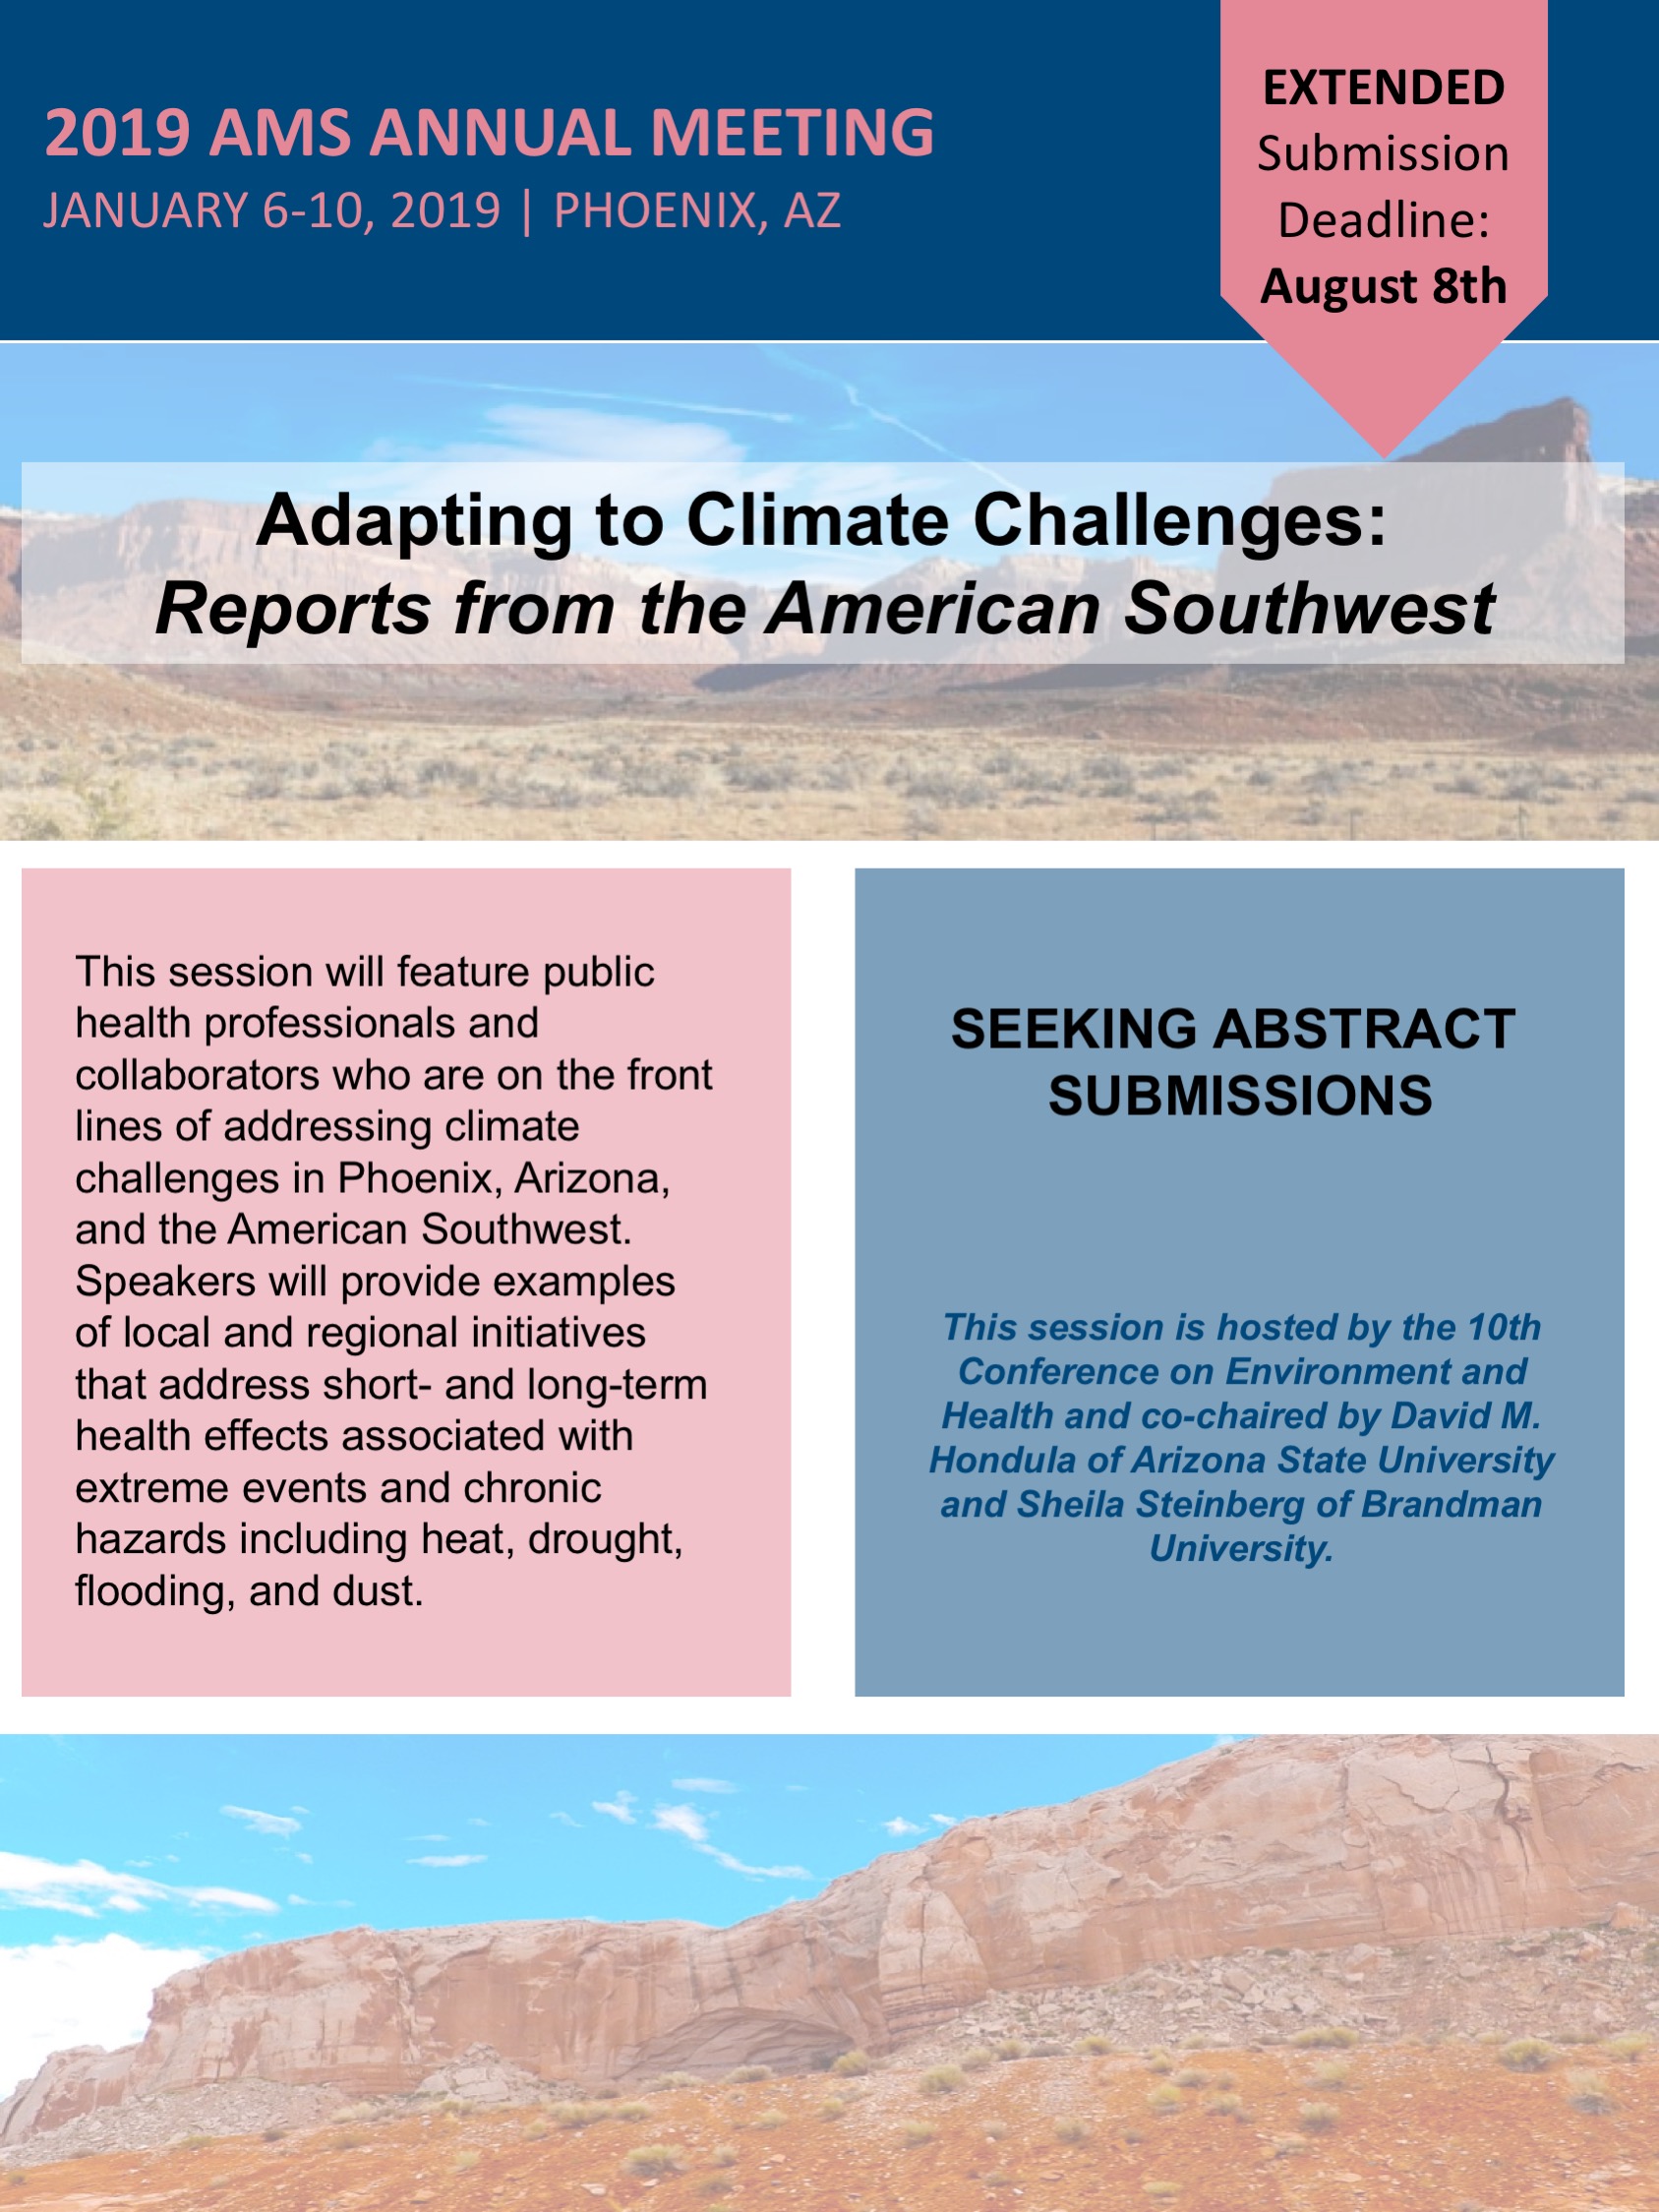 2019 AMS ANNUAL MEETING
JANUARY 6-10, 2019 | PHOENIX, AZ
EXTENDED
Submission
Deadline:
August 8th
Adapting to Climate Challenges:
Reports from the American Southwest
This session will feature public
health professionals and
collaborators who are on the front
lines of addressing climate
challenges in Phoenix, Arizona,
and the American Southwest.
Speakers will provide examples
of local and regional initiatives
that address short- and long-term
health effects associated with
extreme events and chronic
hazards including heat, drought,
flooding, and dust.
SEEKING ABSTRACT
SUBMISSIONS
This session is hosted by the 10th
Conference on Environment and
Health and co-chaired by David M.
Hondula of Arizona State University
and Sheila Steinberg of Brandman
University.